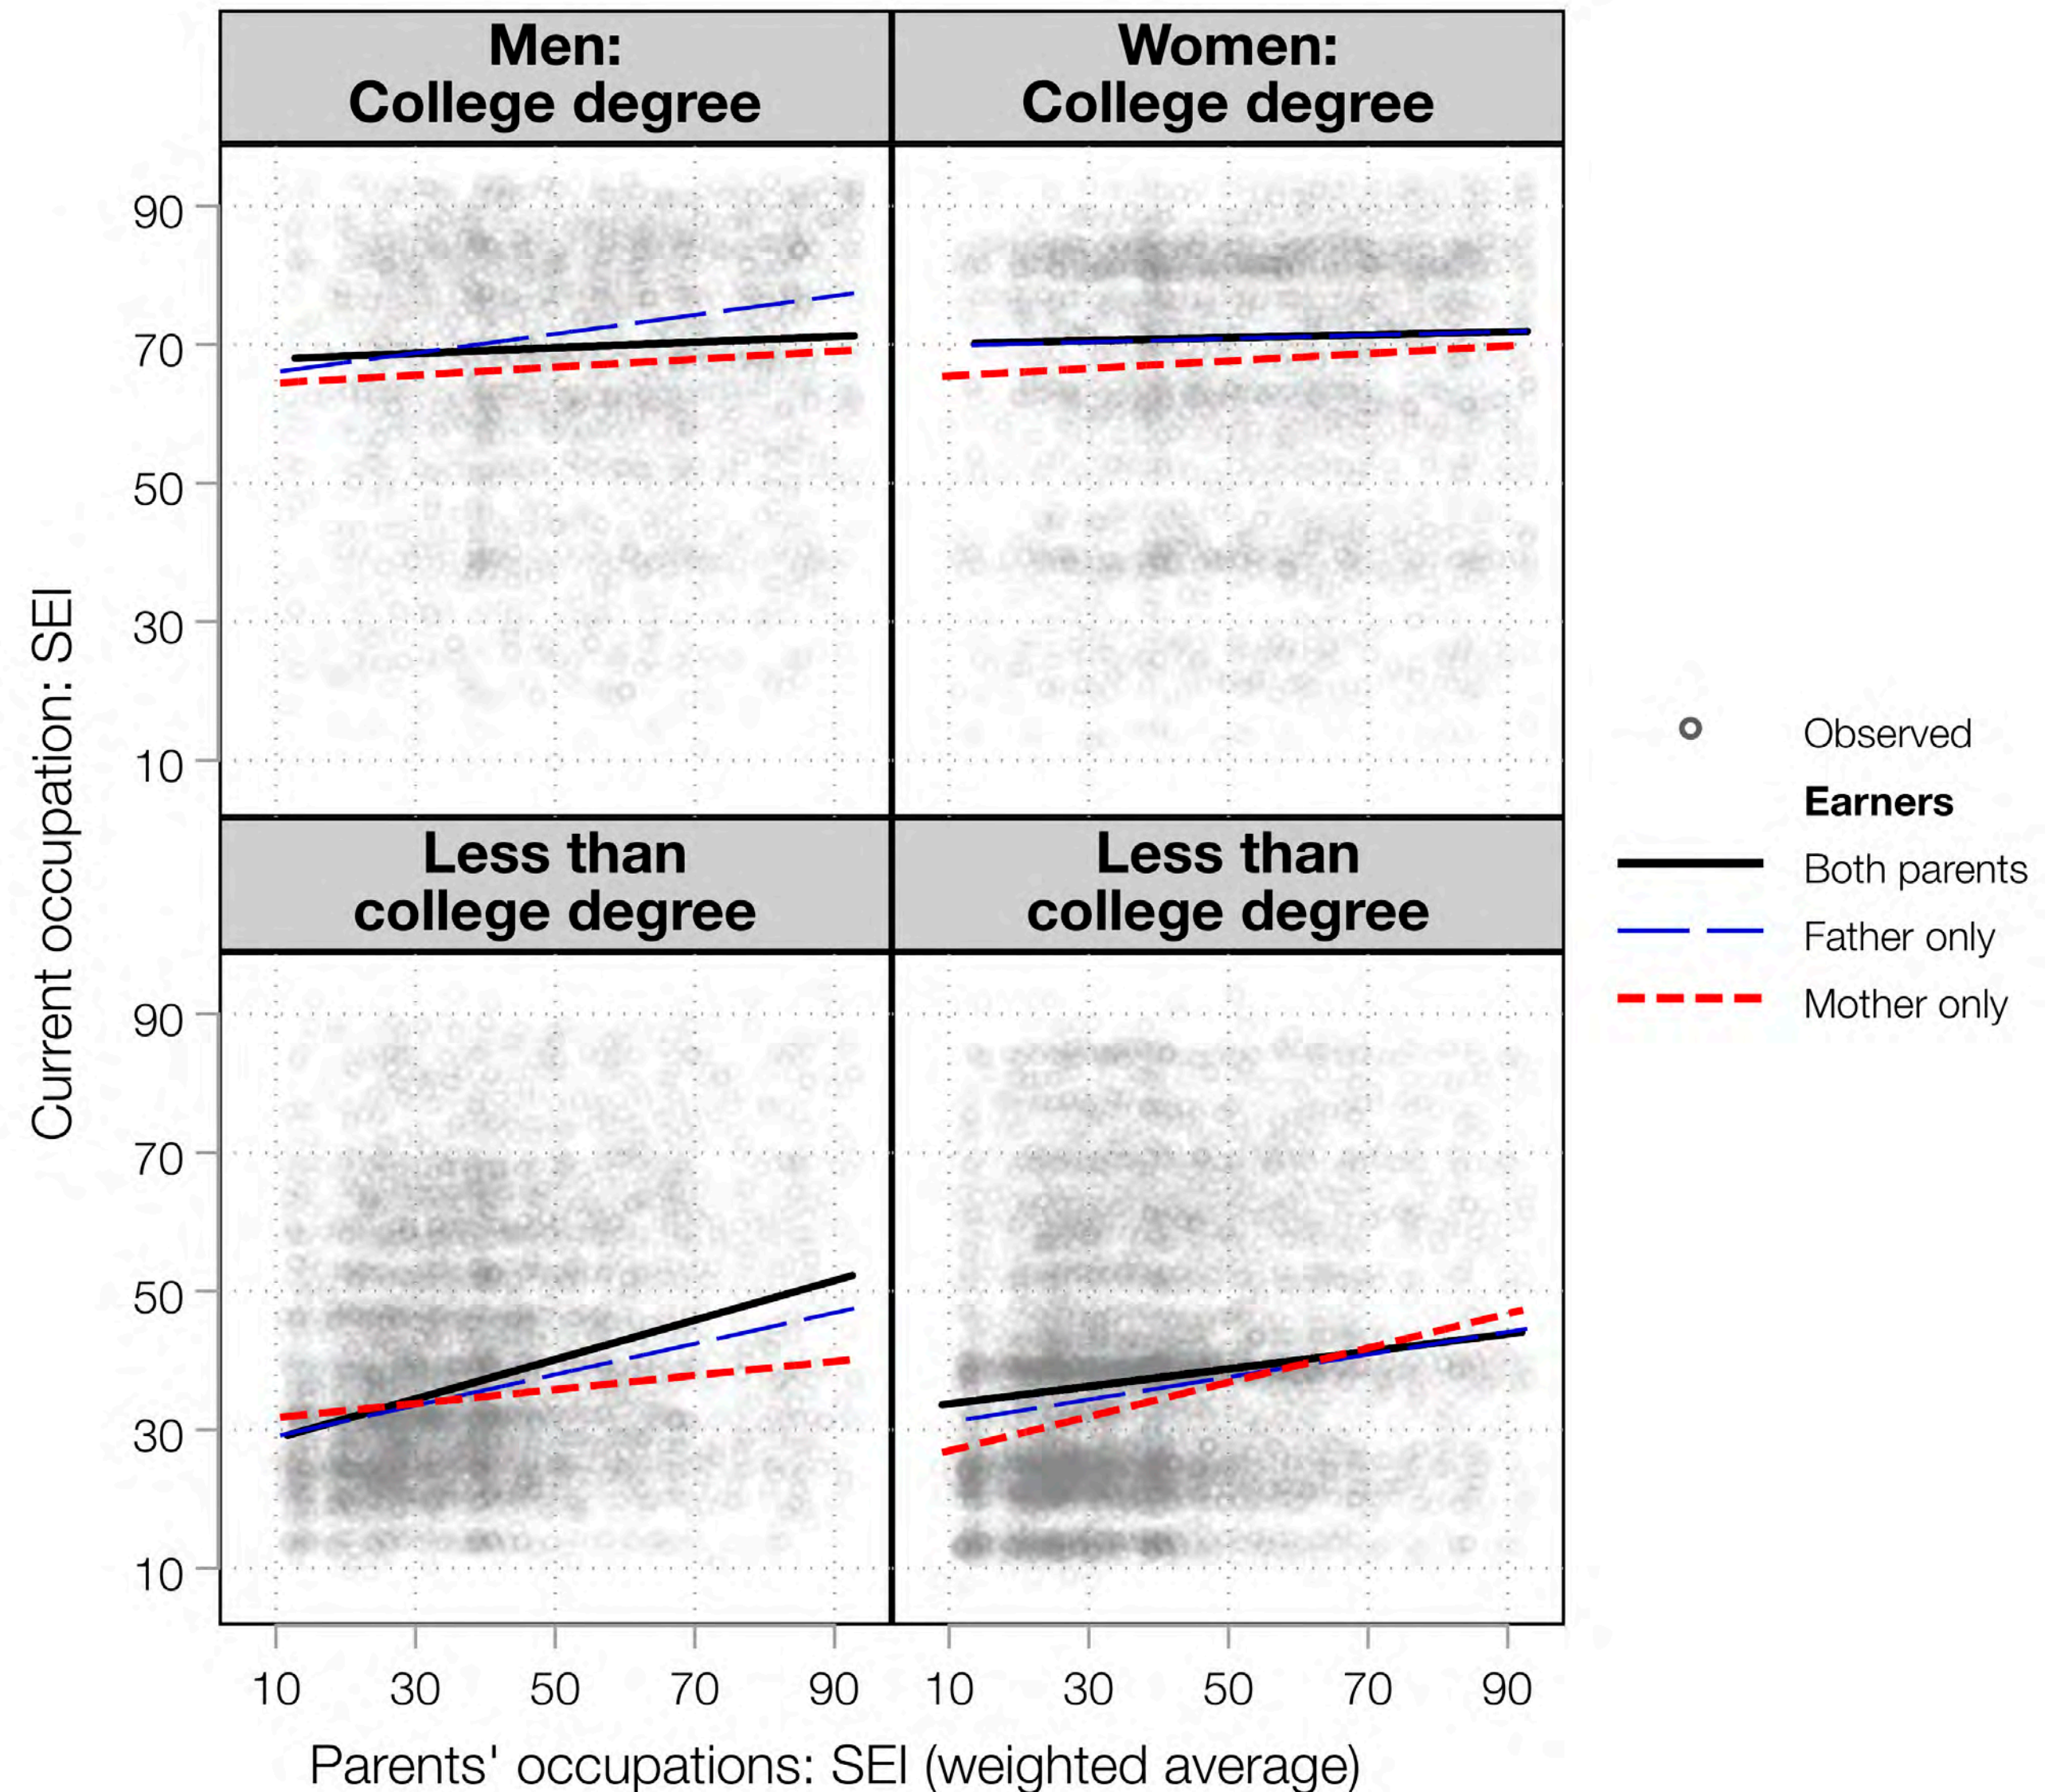 Men:
College degree
Women:
College degree
90
70
50
30
10
Less than
college degree
Less than
college degree
90
70
50
30
10
10 30 50 70 90
10 30 50 70 90
Current occupation: SEI
Parents' occupations: SEI (weighted average)
Observed
Earners
Both parents
Father only
Mother only